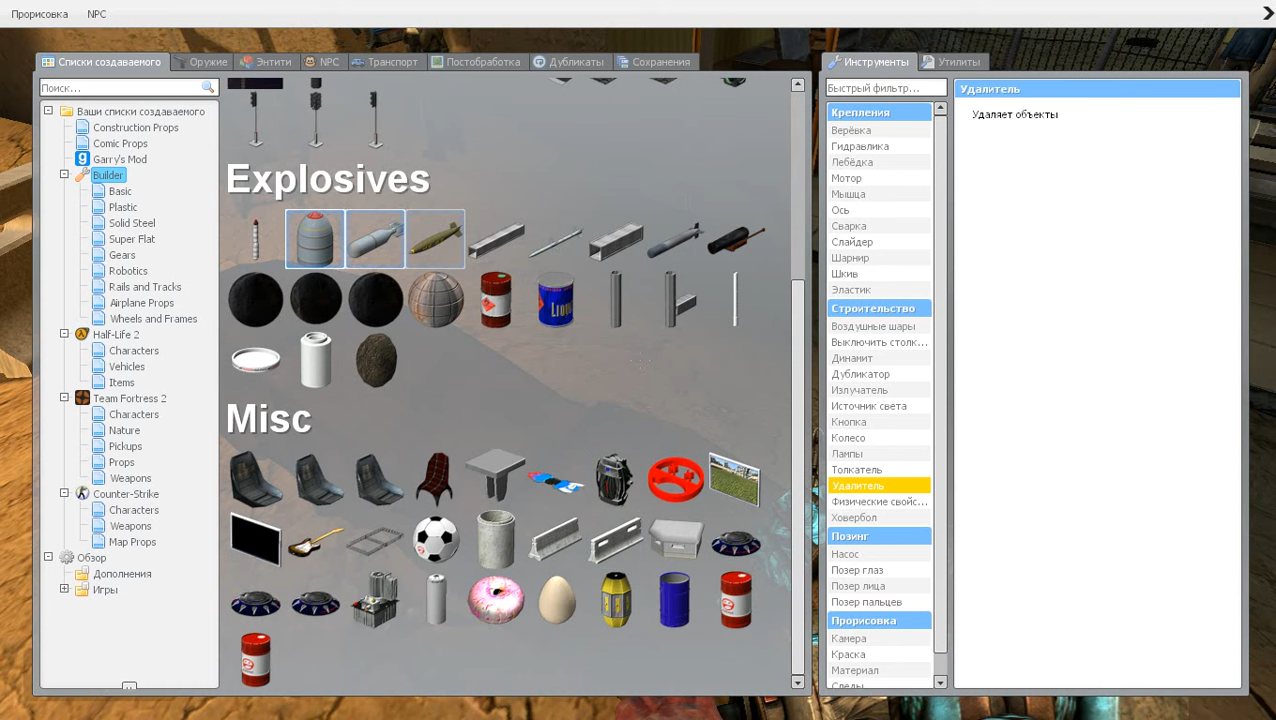 Прорисовка NPC
Списки создаваемого Оружие Энтити NPC Транспорт Постобработка Дубликаты Сохранения
Поиск...
Ваши списки создаваемого
Construction Props
Comic Props
Garry's Mod
Builder
Basic
Plastic
Solid Steel
Super Flat
Gears
Robotics
Rails and Tracks
Airplane Props
Wheels and Frames
Half-Life 2
Characters
Vehicles
Items
Team Fortress 2
Characters
Nature
Pickups
Props
Weapons
Counter-Strike
Characters
Weapons
Map Props
Обзор
Дополнения
Игры
Explosives
Misc
Инструменты Утилиты
Быстрый фильтр...
Крепления
Верёвка
Гидравлика
Лебёдка
Мотор
Мышца
Ось
Сварка
Слайдер
Шарнир
Шкив
Эластик
Строительство
Воздушные шары
Выключить столк...
Динамит
Дубликатор
Излучатель
Источник света
Кнопка
Колесо
Лампы
Толкатель
Удалитель
Физические свойс...
Ховербол
Позинг
Насос
Позер глаз
Позер лица
Позер пальцев
Прорисовка
Камера
Краска
Материал
Следы
Удалитель
Удаляет объекты